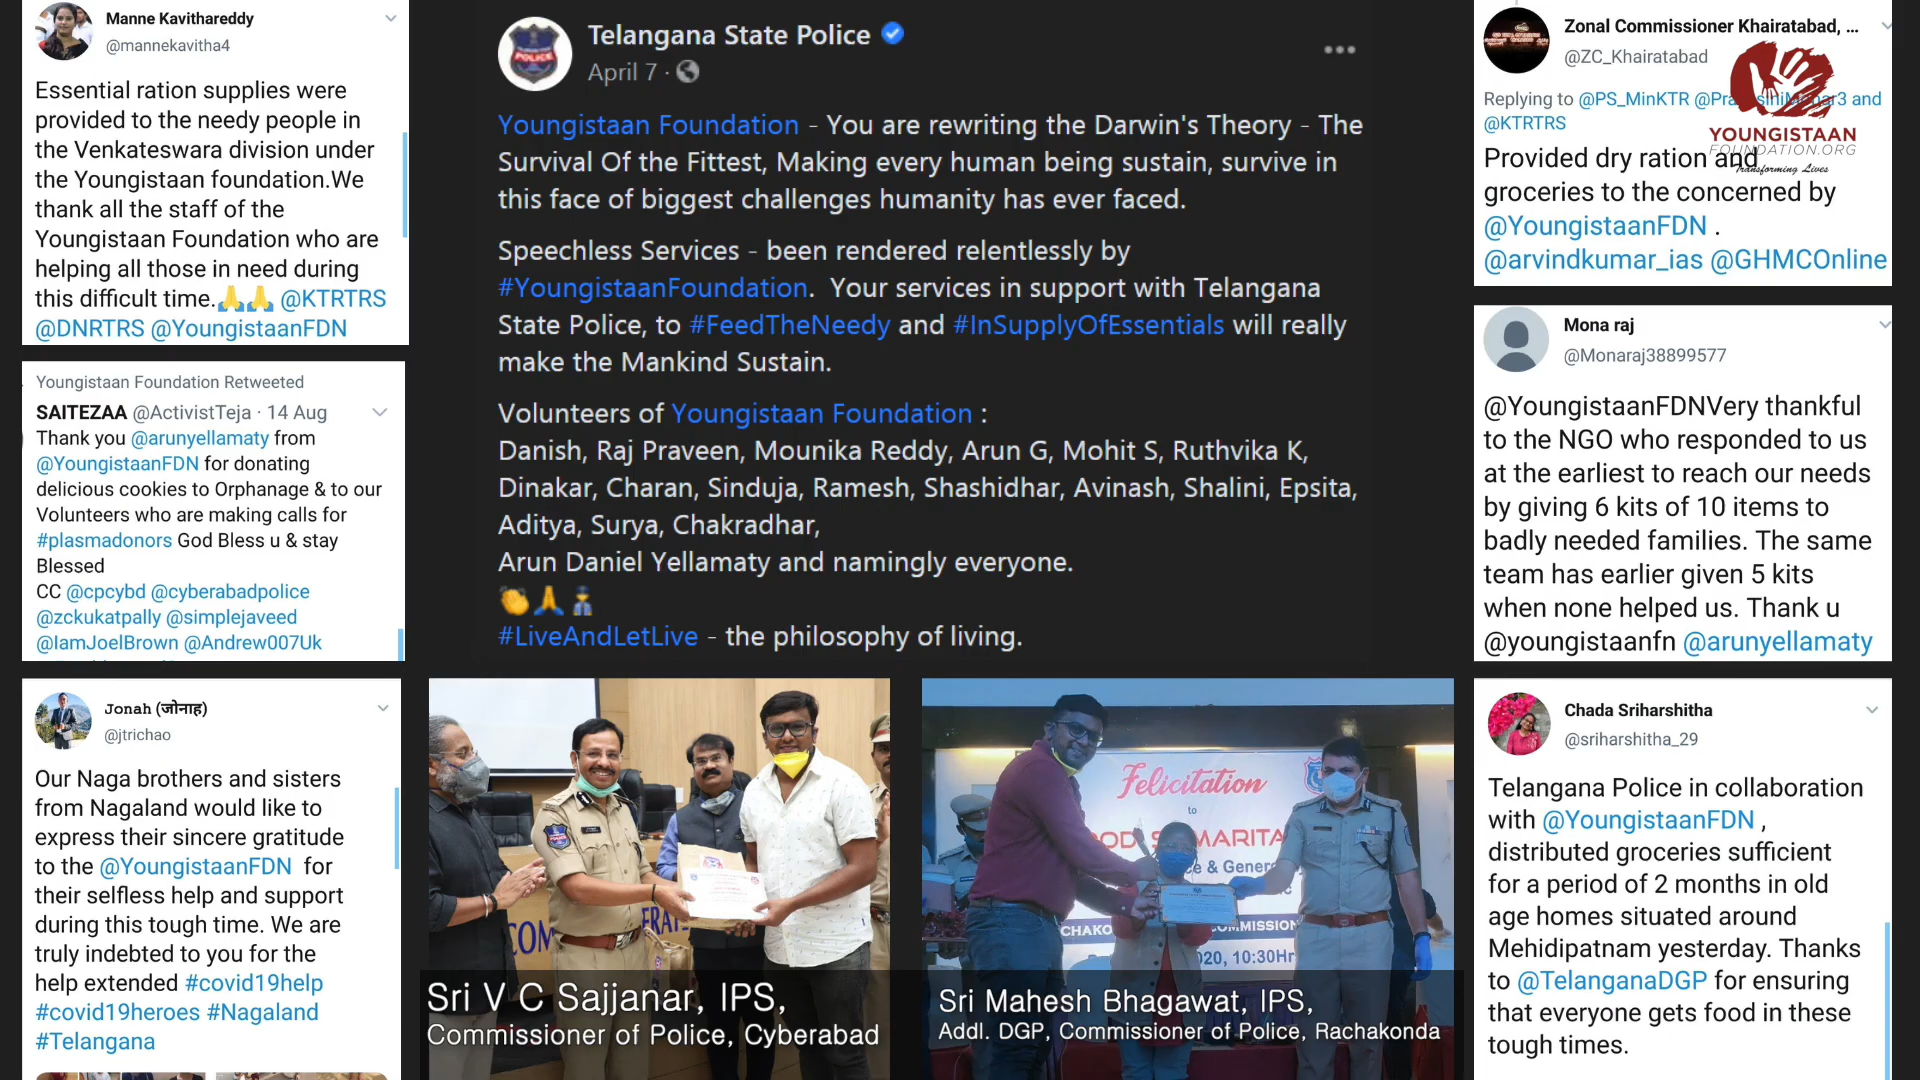 Manne Kavithareddy
@mannekavitha4
Essential ration supplies were
provided to the needy people in
the Venkateswara division under
the Youngistaan foundation.We
thank all the staff of the
Youngistaan Foundation who are
helping all those in need during
this difficult time.🙏🙏 @KTRTRS
@DNRTRS @YoungistaanFDN
Youngistaan Foundation Retweeted
SAITEZAA @ActivistTeja · 14 Aug
Thank you @arunyellamaty from
@YoungistaanFDN for donating
delicious cookies to Orphanage & to our
Volunteers who are making calls for
#plasmadonors God Bless u & stay
Blessed
CC @cpcybd @cyberabadpolice
@zckukatpally @simplejaveed
@IamJoelBrown @Andrew007Uk
Jonah (जोनाह)
@jtrichao
Our Naga brothers and sisters
from Nagaland would like to
express their sincere gratitude
to the @YoungistaanFDN for
their selfless help and support
during this tough time. We are
truly indebted to you for the
help extended #covid19help
#covid19heroes #Nagaland
#Telangana
Telangana State Police
April 7 ·
Youngistaan Foundation - You are rewriting the Darwin's Theory - The
Survival Of the Fittest, Making every human being sustain, survive in
this face of biggest challenges humanity has ever faced.
Speechless Services - been rendered relentlessly by
#YoungistaanFoundation. Your services in support with Telangana
State Police, to #FeedTheNeedy and #InSupplyOfEssentials will really
make the Mankind Sustain.
Volunteers of Youngistaan Foundation :
Danish, Raj Praveen, Mounika Reddy, Arun G, Mohit S, Ruthvika K,
Dinakar, Charan, Sinduja, Ramesh, Shashidhar, Avinash, Shalini, Epsita,
Aditya, Surya, Chakradhar,
Arun Daniel Yellamaty and namingly everyone.
👏🙏👮
#LiveAndLetLive - the philosophy of living.
POLICE
COM
ERAT
Sri V C Sajjanar, IPS,
Commissioner of Police, Cyberabad
Felicitation
to
OOD S MARITA
ce & Gener
CHAKO
OMMISSION
020, 10:30Hr
Sri Mahesh Bhagawat, IPS,
Addl. DGP, Commissioner of Police, Rachakonda
Zonal Commissioner Khairatabad, ...
@ZC_Khairatabad
Replying to @PS_MinKTR and
@KTRTRS
Provided dry ration and
groceries to the concerned by
@YoungistaanFDN .
@arvindkumar_ias @GHMCOnline
YOUNGISTAAN
FOUNDATION.ORG
Transforming Lives
Mona raj
@Monaraj38899577
@YoungistaanFDNVery thankful
to the NGO who responded to us
at the earliest to reach our needs
by giving 6 kits of 10 items to
badly needed families. The same
team has earlier given 5 kits
when none helped us. Thank u
@youngistaanfn @arunyellamaty
Chada Sriharshitha
@sriharshitha_29
Telangana Police in collaboration
with @YoungistaanFDN ,
distributed groceries sufficient
for a period of 2 months in old
age homes situated around
Mehidipatnam yesterday. Thanks
to @TelanganaDGP for ensuring
that everyone gets food in these
tough times.